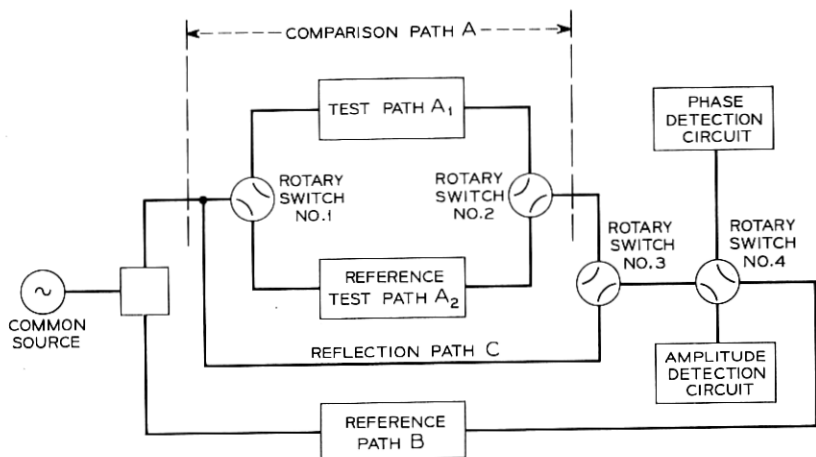 COMPARISON PATH A
TEST PATH A1
PHASE
DETECTION
CIRCUIT
ROTARY
SWITCH
NO.1
ROTARY
SWITCH
NO.2
ROTARY
SWITCH
NO.3
ROTARY
SWITCH
NO.4
REFERENCE
TEST PATH A2
COMMON
SOURCE
REFLECTION PATH C
AMPLITUDE
DETECTION
CIRCUIT
REFERENCE
PATH B